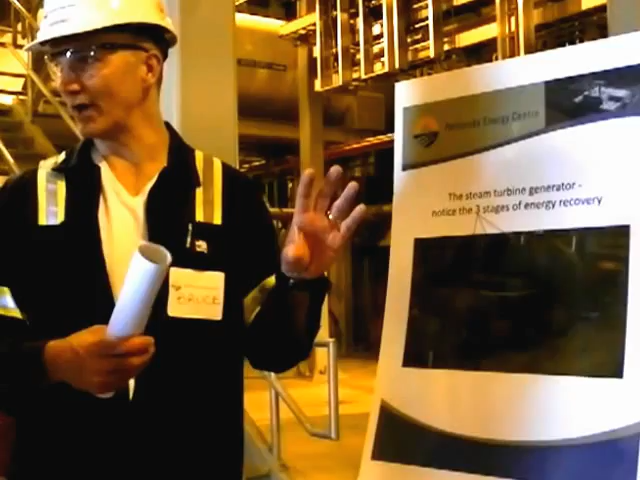 Energy Centre
The steam turbine generator -
notice the 3 stages of energy recovery
BRUCE